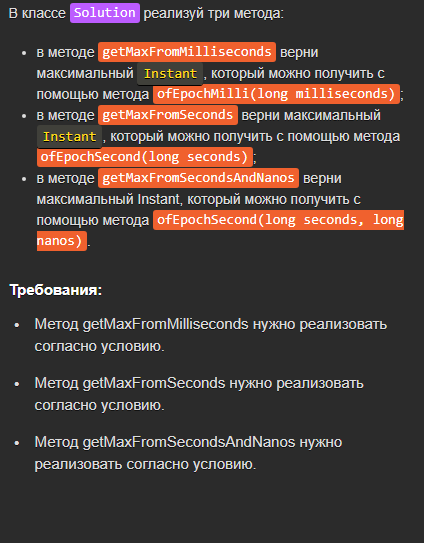 В классе Solution реализуй три метода:
в методе getMaxFromMilliseconds верни
максимальный Instant, который можно получить с
помощью метода ofEpochMilli(long milliseconds);
в методе getMaxFromSeconds верни максимальный
Instant, который можно получить с помощью метода
ofEpochSecond(long seconds);
в методе getMaxFromSecondsAndNanos верни
максимальный Instant, который можно получить с
помощью метода ofEpochSecond(long seconds, long
nanos).
Требования:
Метод getMaxFromMilliseconds нужно реализовать
согласно условию.
Метод getMaxFromSeconds нужно реализовать
согласно условию.
Метод getMaxFromSecondsAndNanos нужно
реализовать согласно условию.